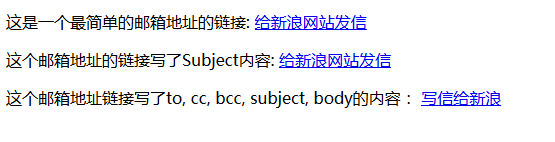 这是一个最简单的邮箱地址的链接: 给新浪网站发信
这个邮箱地址的链接写了Subject内容: 给新浪网站发信
这个邮箱地址链接写了to, cc, bcc, subject, body的内容： 写信给新浪